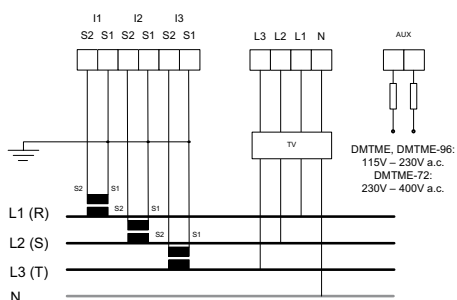 I1 I2 I3
S2 S1 S2 S1 S2 S1
L3 L2 L1 N
AUX
TV
DMTME, DMTME-96:
115V – 230V a.c.
DMTME-72:
230V – 400V a.c.
S2 S1
L1 (R)
S2 S1
L2 (S)
S2 S1
L3 (T)
N